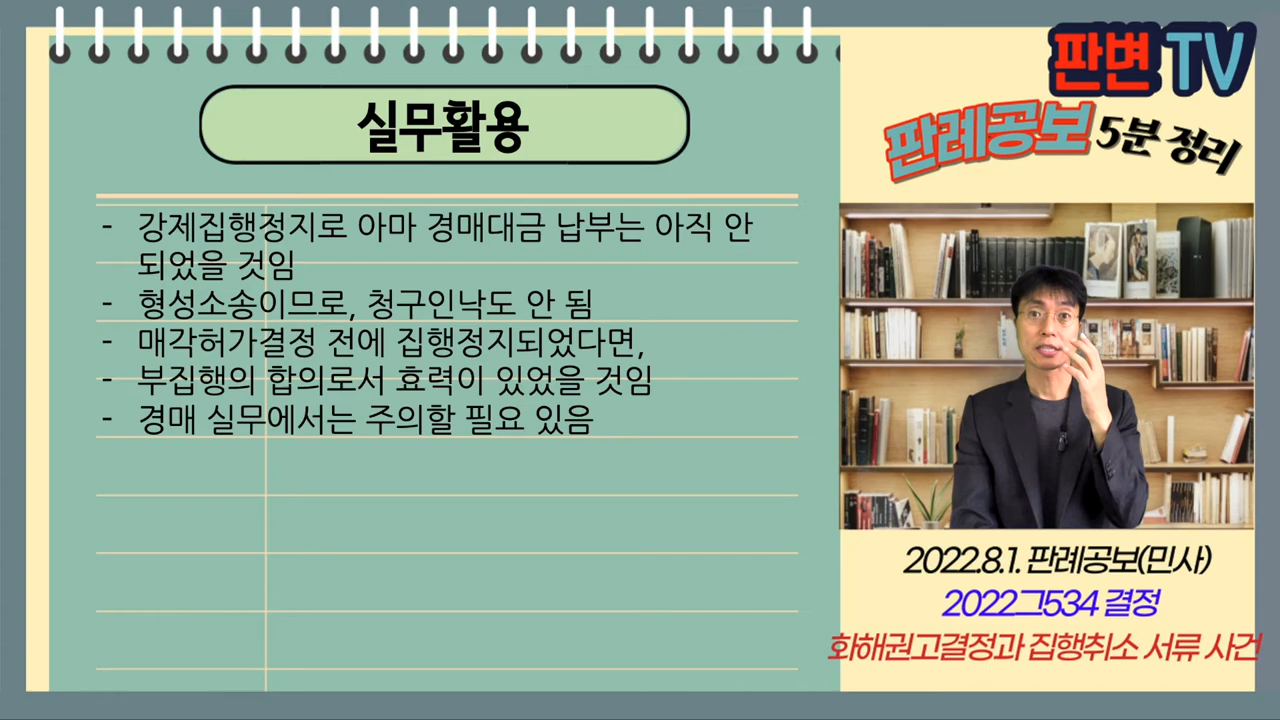 실무활용
- 강제집행정지로 아마 경매대금 납부는 아직 안
되었을 것임
- 형성소송이므로, 청구인낙도 안 됨
- 매각허가결정 전에 집행정지되었다면,
- 부집행의 합의로서 효력이 있었을 것임
- 경매 실무에서는 주의할 필요 있음
판변 TV
판례공보 5분 정리
2022.8.1. 판례공보(민사)
2022그534 결정
화해권고결정과 집행취소 서류 사건